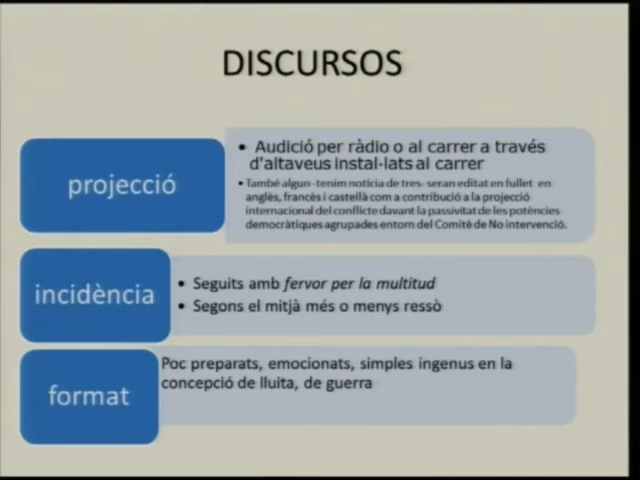 DISCURSOS
projecció
• Audició per ràdio o al carrer a través
d'altaveus instal·lats al carrer
• També algun -tenim notícia de tres- seran editat en fullet en
anglès, francès i castellà com a contribució a la projecció
internacional del conflicte davant la passivitat de les potències
democràtiques agrupades entorn del Comitè de No intervenció.
incidència
• Seguits amb fervor per la multitud
• Segons el mitjà més o menys ressò
format
Poc preparats, emocionats, simples ingenus en la
concepció de lluita, de guerra